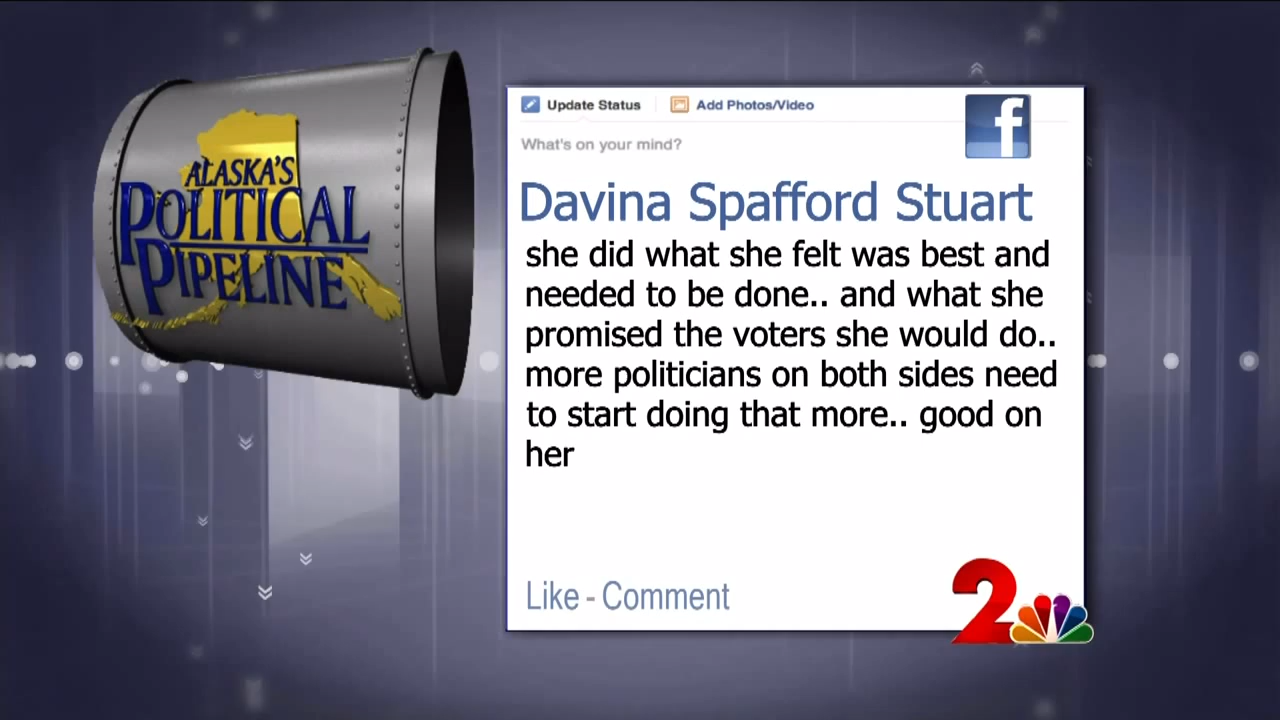 ALASKA'S
POLITICAL
PIPELINE
Update Status Add Photos/Video
f
What's on your mind?
Davina Spafford Stuart
she did what she felt was best and
needed to be done.. and what she
promised the voters she would do..
more politicians on both sides need
to start doing that more.. good on
her
Like - Comment
2